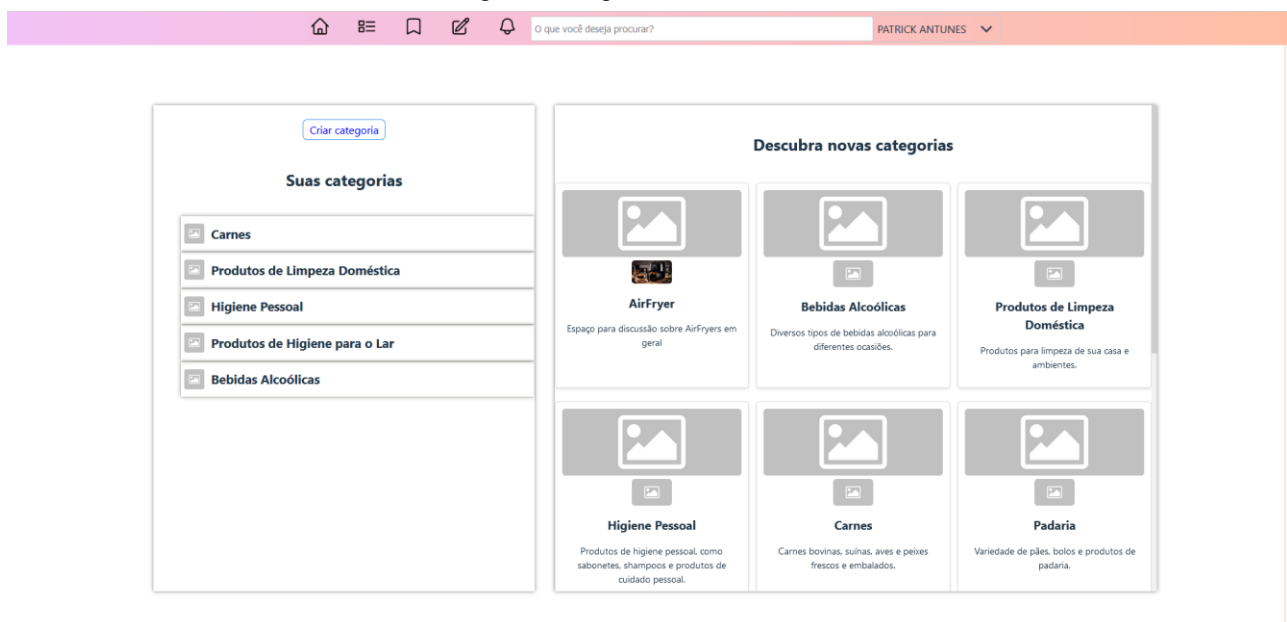 O que você deseja procurar?
PATRICK ANTUNES
Criar categoria
Suas categorias
Carnes
Produtos de Limpeza Doméstica
Higiene Pessoal
Produtos de Higiene para o Lar
Bebidas Alcoólicas
Descubra novas categorias
AirFryer
Espaço para discussão sobre AirFryers em
geral
Bebidas Alcoólicas
Diversos tipos de bebidas alcoólicas para
diferentes ocasiões.
Produtos de Limpeza
Doméstica
Produtos para limpeza de sua casa e
ambientes.
Higiene Pessoal
Produtos de higiene pessoal, como
sabonetes, shampoos e produtos de
cuidado pessoal.
Carnes
Carnes bovinas, suínas, aves e peixes
frescos e embalados.
Padaria
Variedade de pães, bolos e produtos de
padaria.